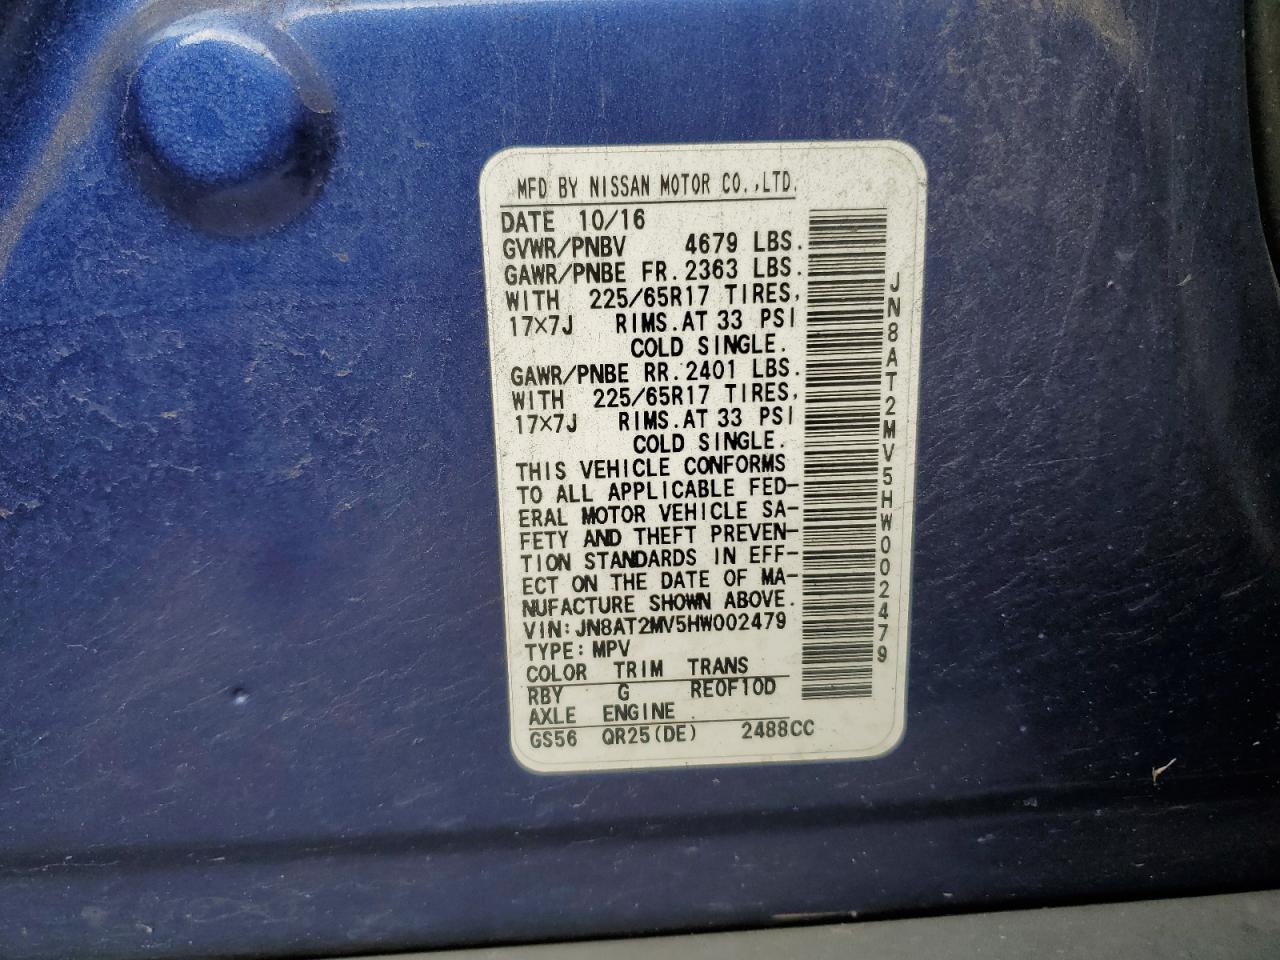 MFD BY NISSAN MOTOR CO.,LTD.
DATE 10/16
GVWR/PNBV 4679 LBS.
GAWR/PNBE FR. 2363 LBS.
WITH 225/65R17 TIRES,
17×7J RIMS. AT 33 PSI
COLD SINGLE.
GAWR/PNBE RR. 2401 LBS.
WITH 225/65R17 TIRES,
17×7J RIMS. AT 33 PSI
COLD SINGLE.
THIS VEHICLE CONFORMS
TO ALL APPLICABLE FED-
ERAL MOTOR VEHICLE SA-
FETY AND THEFT PREVEN-
TION STANDARDS IN EFF-
ECT ON THE DATE OF MA-
NUFACTURE SHOWN ABOVE.
VIN: JN8AT2MV5HW002479
TYPE: MPV
COLOR TRIM TRANS
RBY G RE0F10D
AXLE ENGINE
GS56 QR25(DE) 2488CC
JN8AT2MV5HW002479